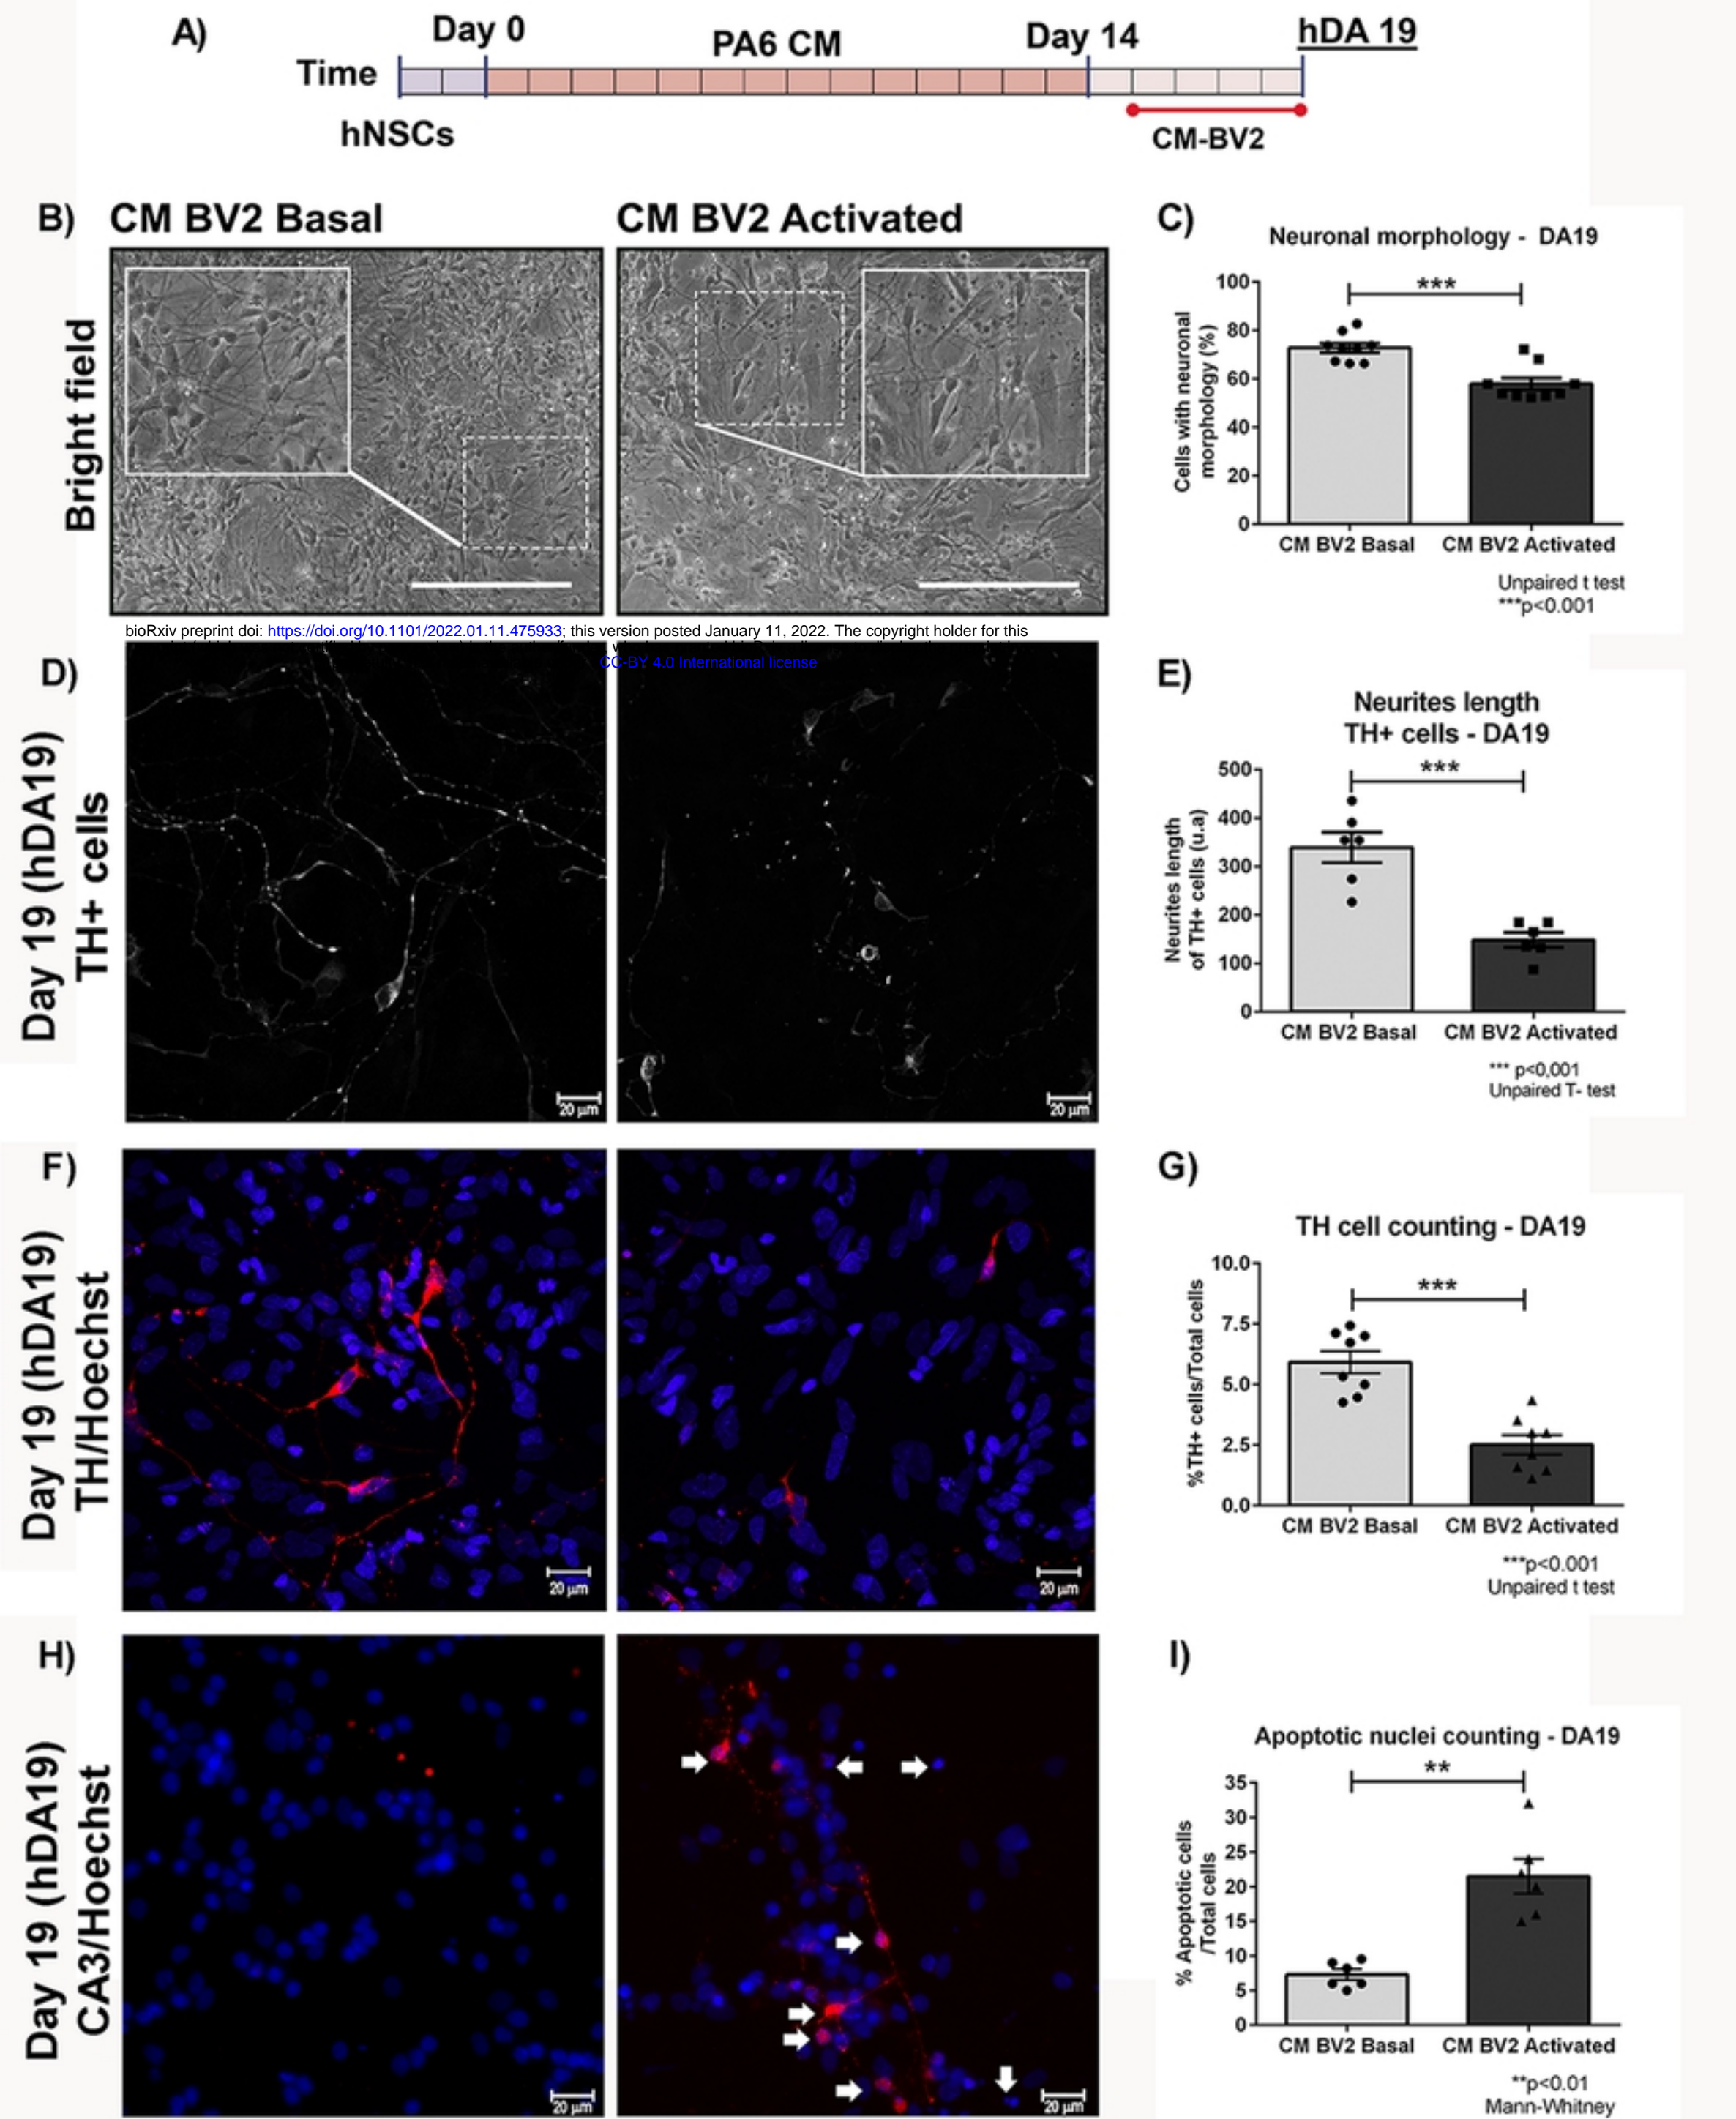 A)
Day 0
PA6 CM
Day 14
hDA 19
Time
hNSCs
CM-BV2
B)
CM BV2 Basal
CM BV2 Activated
Bright field
C)
Neuronal morphology - DA19
***
Cells with neuronal
morphology (%)
100
80
60
40
20
0
CM BV2 Basal
CM BV2 Activated
Unpaired t test
***p<0.001
bioRxiv preprint doi: https://doi.org/10.1101/2022.01.11.475933; this version posted January 11, 2022. The copyright holder for this
CC-BY 4.0 International license
D)
Day 19 (hDA19)
TH+ cells
20 µm
20 µm
E)
Neurites length
TH+ cells - DA19
***
Neurites length
of TH+ cells (u.a)
500
400
300
200
100
0
CM BV2 Basal
CM BV2 Activated
*** p<0,001
Unpaired T- test
F)
Day 19 (hDA19)
TH/Hoechst
20 µm
20 µm
G)
TH cell counting - DA19
***
%TH+ cells/Total cells
10.0
7.5
5.0
2.5
0.0
CM BV2 Basal
CM BV2 Activated
***p<0.001
Unpaired t test
H)
Day 19 (hDA19)
CA3/Hoechst
20 µm
20 µm
I)
Apoptotic nuclei counting - DA19
**
% Apoptotic cells
/Total cells
35
30
25
20
15
10
5
0
CM BV2 Basal
CM BV2 Activated
**p<0.01
Mann-Whitney